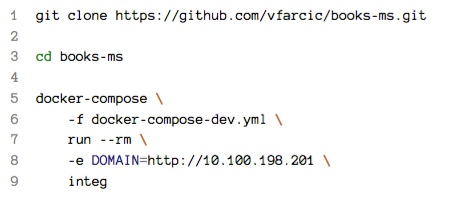 1 git clone https://github.com/vfarcic/books-ms.git
2
3 cd books-ms
4
5 docker-compose \
6     -f docker-compose-dev.yml \
7     run --rm \
8     -e DOMAIN=http://10.100.198.201 \
9     integ